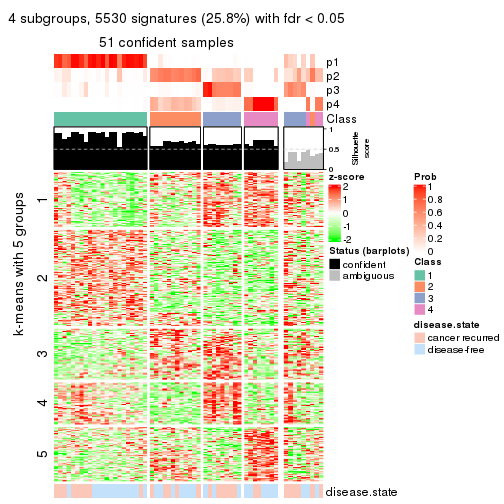 4 subgroups, 5530 signatures (25.8%) with fdr < 0.05
51 confident samples
p1
p2
p3
p4
Class
1
0.5
0
Silhouette
score
k-means with 5 groups
1
2
3
4
5
z-score
2
1
0
-1
-2
Status (barplots)
confident
ambiguous
Prob
1
0.8
0.6
0.4
0.2
0
Class
1
2
3
4
disease.state
cancer recurred
disease-free
disease.state